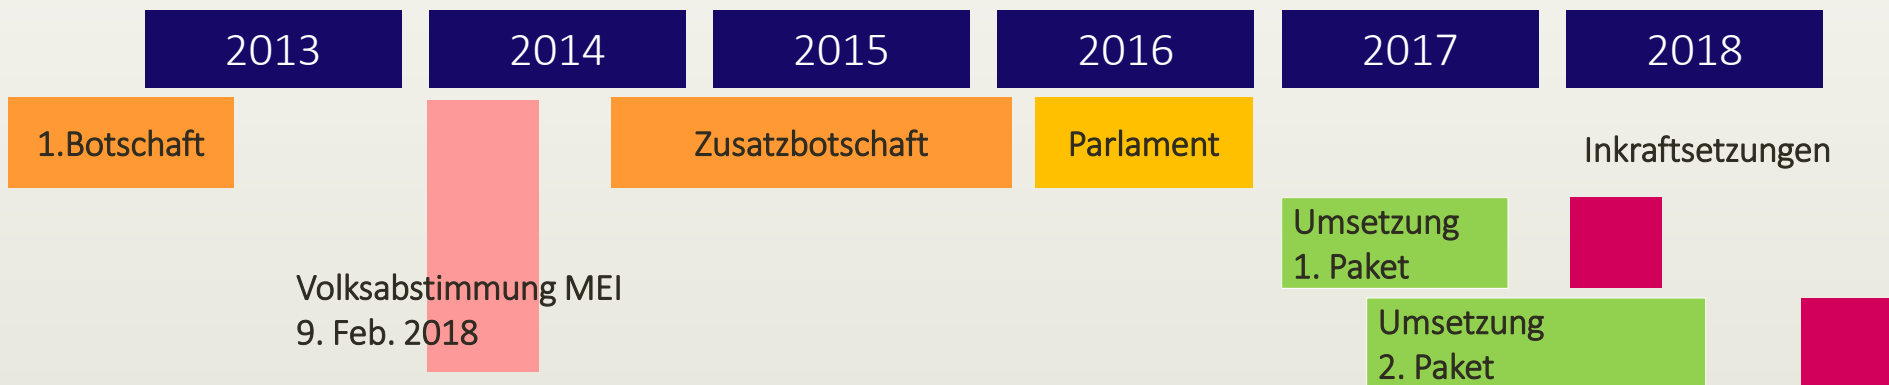 2013
2014
2015
2016
2017
2018
1.Botschaft
Zusatzbotschaft
Parlament
Inkraftsetzungen
Umsetzung
1. Paket
Volksabstimmung MEI
9. Feb. 2018
Umsetzung
2. Paket